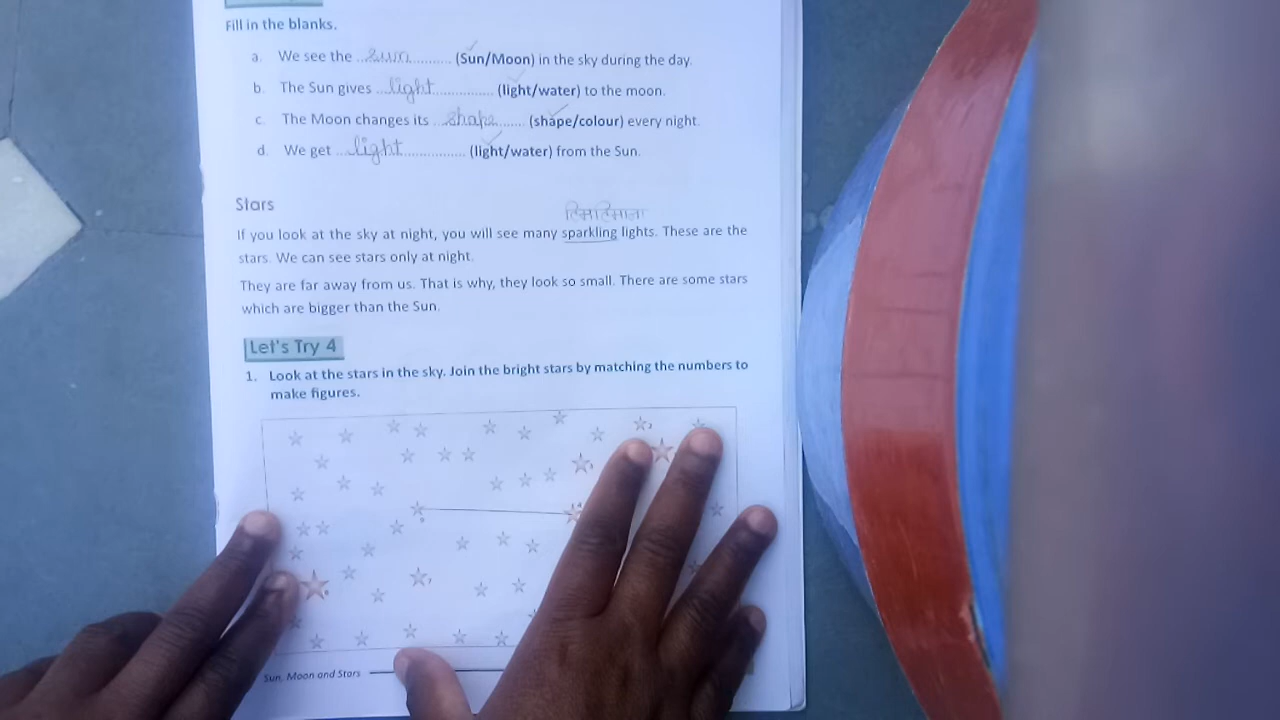 Fill in the blanks.
a. We see the ...sun.......... (Sun/Moon) in the sky during the day.
b. The Sun gives ...light............... (light/water) to the moon.
c. The Moon changes its ...shape....... (shape/colour) every night.
d. We get ...light............... (light/water) from the Sun.
Stars
टिमटिमाना
If you look at the sky at night, you will see many sparkling lights. These are the
stars. We can see stars only at night.
They are far away from us. That is why, they look so small. There are some stars
which are bigger than the Sun.
Let's Try 4
1. Look at the stars in the sky. Join the bright stars by matching the numbers to
make figures.
Sun, Moon and Stars